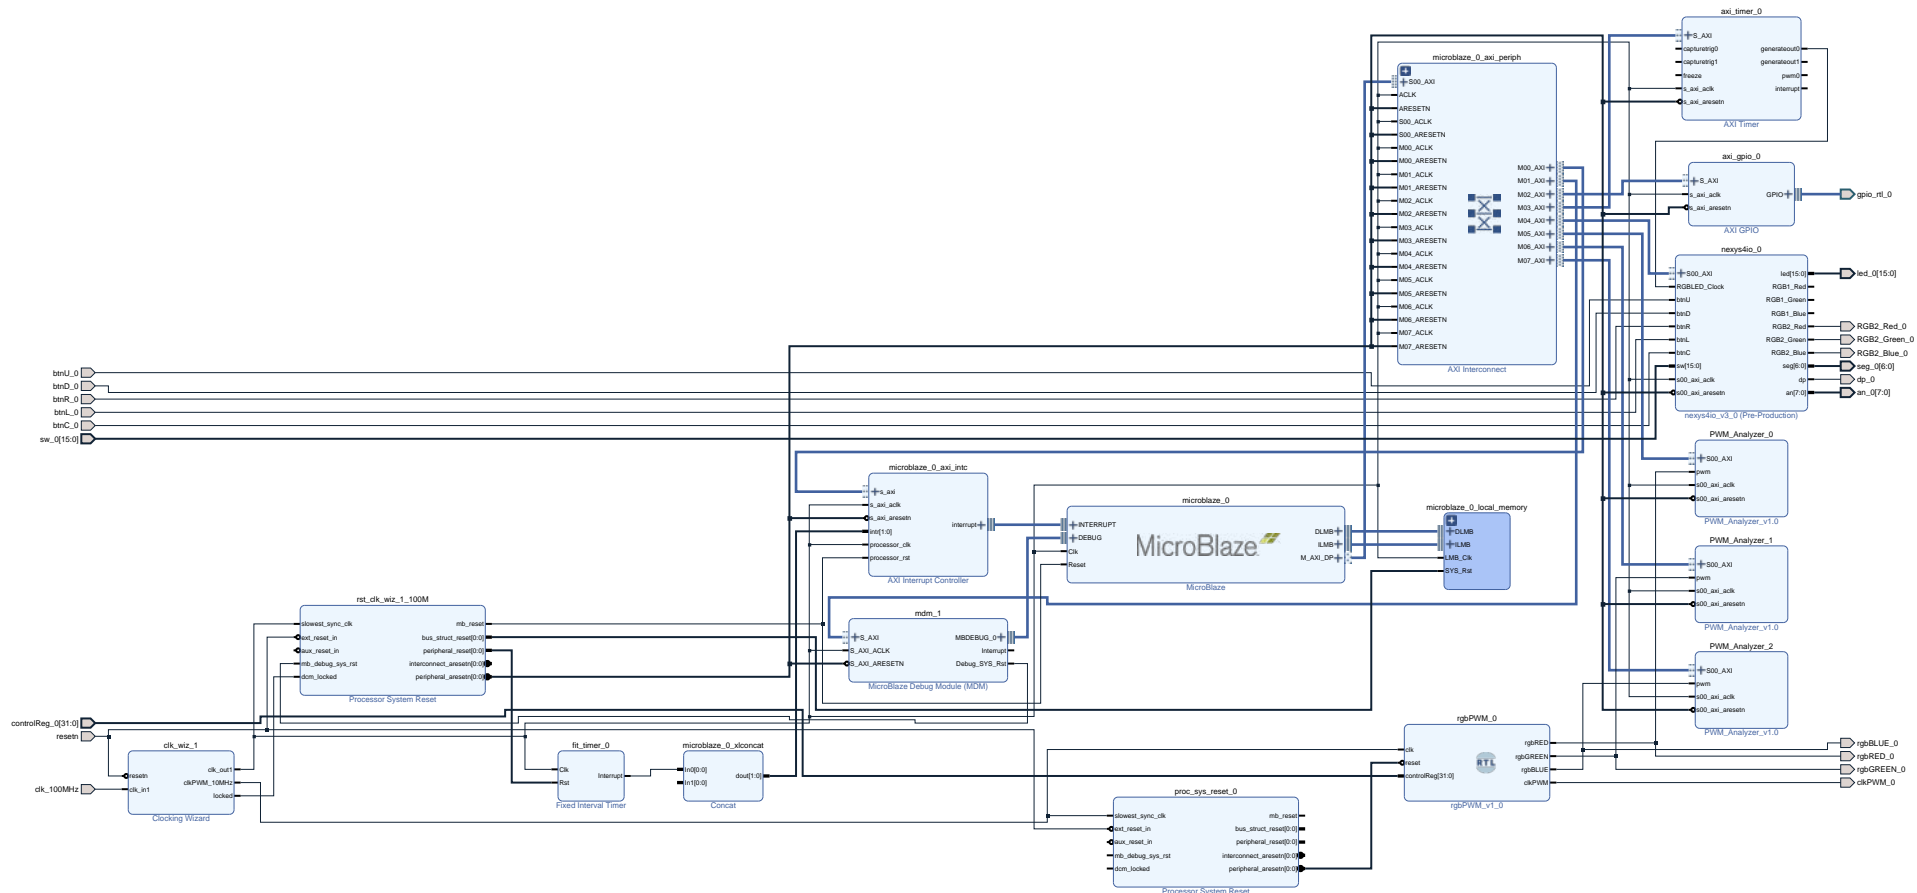 axi_timer_0
S_AXI
capturetrig0
capturetrig1
freeze
s_axi_aclk
s_axi_aresetn
generateout0
generateout1
pwm0
interrupt
AXI Timer
microblaze_0_axi_periph
S00_AXI
ACLK
ARESETN
S00_ACLK
S00_ARESETN
M00_ACLK
M00_ARESETN
M01_ACLK
M01_ARESETN
M02_ACLK
M02_ARESETN
M03_ACLK
M03_ARESETN
M04_ACLK
M04_ARESETN
M05_ACLK
M05_ARESETN
M06_ACLK
M06_ARESETN
M07_ACLK
M07_ARESETN
M00_AXI
M01_AXI
M02_AXI
M03_AXI
M04_AXI
M05_AXI
M06_AXI
M07_AXI
AXI Interconnect
axi_gpio_0
S_AXI
s_axi_aclk
s_axi_aresetn
GPIO
AXI GPIO
gpio_rtl_0
nexys4io_0
S00_AXI
RGBLED_Clock
btnU
btnD
btnR
btnL
btnC
sw[15:0]
s00_axi_aclk
s00_axi_aresetn
led[15:0]
RGB1_Red
RGB1_Green
RGB1_Blue
RGB2_Red
RGB2_Green
RGB2_Blue
seg[6:0]
dp
an[7:0]
nexys4io_v3_0 (Pre-Production)
led_0[15:0]
RGB2_Red_0
RGB2_Green_0
RGB2_Blue_0
seg_0[6:0]
dp_0
an_0[7:0]
btnU_0
btnD_0
btnR_0
btnL_0
btnC_0
sw_0[15:0]
PWM_Analyzer_0
S00_AXI
pwm
s00_axi_aclk
s00_axi_aresetn
PWM_Analyzer_v1.0
microblaze_0_axi_intc
s_axi
s_axi_aclk
s_axi_aresetn
intr[1:0]
processor_clk
processor_rst
interrupt
AXI Interrupt Controller
microblaze_0
INTERRUPT
DEBUG
Clk
Reset
MicroBlaze
DLMB
ILMB
M_AXI_DP
MicroBlaze
microblaze_0_local_memory
DLMB
ILMB
LMB_Clk
SYS_Rst
PWM_Analyzer_1
S00_AXI
pwm
s00_axi_aclk
s00_axi_aresetn
PWM_Analyzer_v1.0
rst_clk_wiz_1_100M
slowest_sync_clk
ext_reset_in
aux_reset_in
mb_debug_sys_rst
dcm_locked
mb_reset
bus_struct_reset[0:0]
peripheral_reset[0:0]
interconnect_aresetn[0:0]
peripheral_aresetn[0:0]
Processor System Reset
mdm_1
S_AXI
S_AXI_ACLK
S_AXI_ARESETN
MBDEBUG_0
Interrupt
Debug_SYS_Rst
MicroBlaze Debug Module (MDM)
PWM_Analyzer_2
S00_AXI
pwm
s00_axi_aclk
s00_axi_aresetn
PWM_Analyzer_v1.0
controlReg_0[31:0]
resetn
clk_100MHz
clk_wiz_1
resetn
clk_in1
clk_out1
clkPWM_10MHz
locked
Clocking Wizard
fit_timer_0
Clk
Rst
Interrupt
Fixed Interval Timer
microblaze_0_xlconcat
In0[0:0]
In1[0:0]
dout[1:0]
Concat
rgbPWM_0
clk
reset
controlReg[31:0]
RTL
rgbRED
rgbGREEN
rgbBLUE
clkPWM
rgbPWM_v1_0
rgbBLUE_0
rgbRED_0
rgbGREEN_0
clkPWM_0
proc_sys_reset_0
slowest_sync_clk
ext_reset_in
aux_reset_in
mb_debug_sys_rst
dcm_locked
mb_reset
bus_struct_reset[0:0]
peripheral_reset[0:0]
interconnect_aresetn[0:0]
peripheral_aresetn[0:0]
Processor System Reset